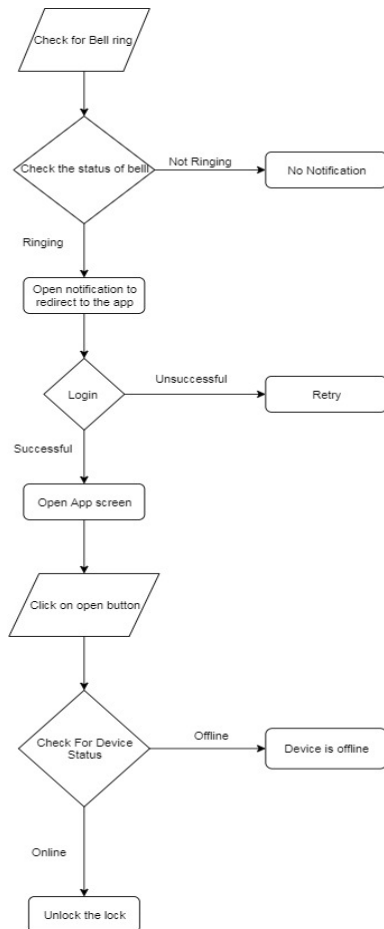 Check for Bell ring
Check the status of belll
Not Ringing
No Notification
Ringing
Open notification to
redirect to the app
Login
Unsuccessful
Retry
Successful
Open App screen
Click on open button
Check For Device
Status
Offline
Device is offline
Online
Unlock the lock